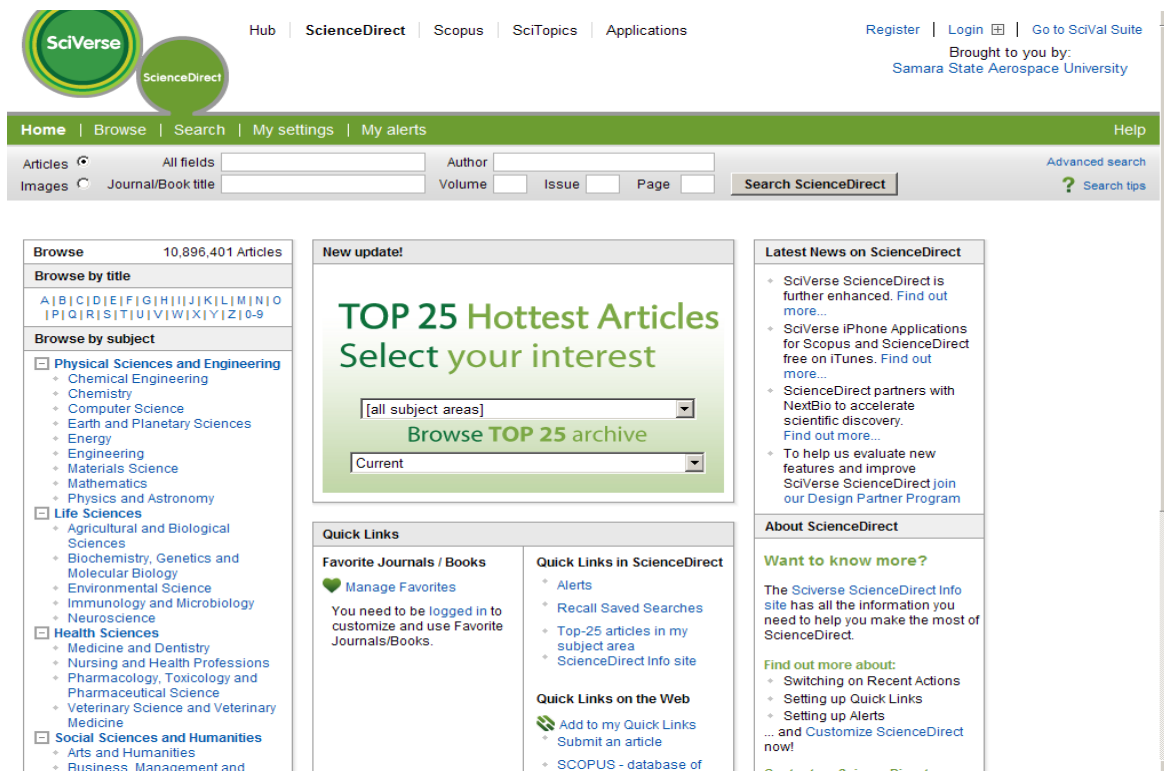 SciVerse
ScienceDirect
Hub | ScienceDirect | Scopus | SciTopics | Applications
Register | Login | Go to SciVal Suite
Brought to you by:
Samara State Aerospace University
Home | Browse | Search | My settings | My alerts
Help
Articles All fields Author
Advanced search
Images Journal/Book title Volume Issue Page Search ScienceDirect
? Search tips
Browse 10,896,401 Articles
Browse by title
A|B|C|D|E|F|G|H|I|J|K|L|M|N|O
|P|Q|R|S|T|U|V|W|X|Y|Z|0-9
Browse by subject
Physical Sciences and Engineering
Chemical Engineering
Chemistry
Computer Science
Earth and Planetary Sciences
Energy
Engineering
Materials Science
Mathematics
Physics and Astronomy
Life Sciences
Agricultural and Biological
Sciences
Biochemistry, Genetics and
Molecular Biology
Environmental Science
Immunology and Microbiology
Neuroscience
Health Sciences
Medicine and Dentistry
Nursing and Health Professions
Pharmacology, Toxicology and
Pharmaceutical Science
Veterinary Science and Veterinary
Medicine
Social Sciences and Humanities
Arts and Humanities
Business, Management and
New update!
TOP 25 Hottest Articles
Select your interest
[all subject areas]
Browse TOP 25 archive
Current
Quick Links
Favorite Journals / Books
Manage Favorites
You need to be logged in to
customize and use Favorite
Journals/Books.
Quick Links in ScienceDirect
Alerts
Recall Saved Searches
Top-25 articles in my
subject area
ScienceDirect Info site
Quick Links on the Web
Add to my Quick Links
Submit an article
SCOPUS - database of
Latest News on ScienceDirect
SciVerse ScienceDirect is
further enhanced. Find out
more...
SciVerse iPhone Applications
for Scopus and ScienceDirect
free on iTunes. Find out
more...
ScienceDirect partners with
NextBio to accelerate
scientific discovery.
Find out more...
To help us evaluate new
features and improve
SciVerse ScienceDirect join
our Design Partner Program
About ScienceDirect
Want to know more?
The Sciverse ScienceDirect Info
site has all the information you
need to help you make the most of
ScienceDirect.
Find out more about:
Switching on Recent Actions
Setting up Quick Links
Setting up Alerts
... and Customize ScienceDirect
now!